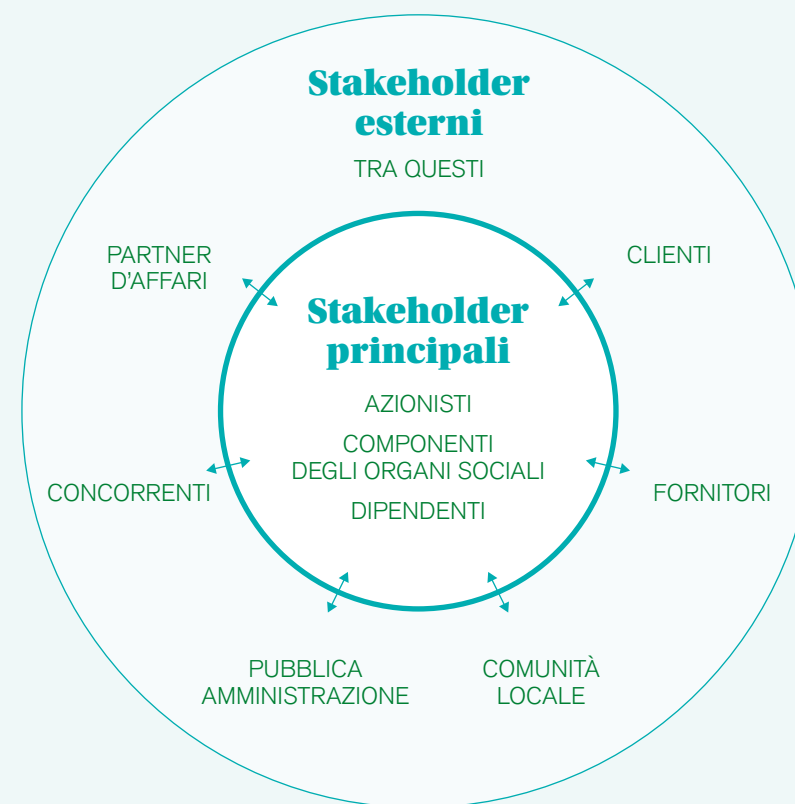 Stakeholder
esterni
TRA QUESTI
PARTNER
D'AFFARI
CLIENTI
Stakeholder
principali
AZIONISTI
COMPONENTI
DEGLI ORGANI SOCIALI
DIPENDENTI
CONCORRENTI
FORNITORI
PUBBLICA
AMMINISTRAZIONE
COMUNITÀ
LOCALE